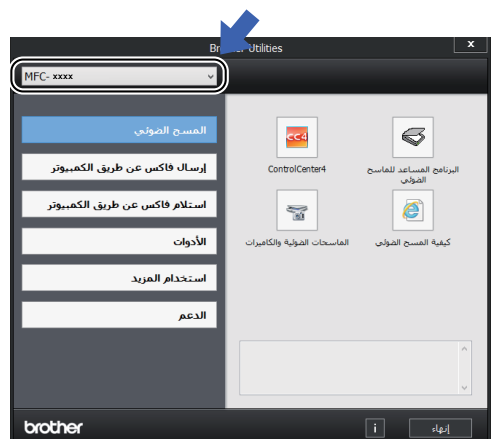 Brother Utilities
x
MFC- xxxx
المسح الضوئي
إرسال فاكس عن طريق الكمبيوتر
استلام فاكس عن طريق الكمبيوتر
الأدوات
استخدام المزيد
الدعم
CC4
ControlCenter4
البرنامج المساعد للماسح
الضوئي
الماسحات الضوئية والكاميرات
كيفية المسح الضوئي
brother
i
إنهاء